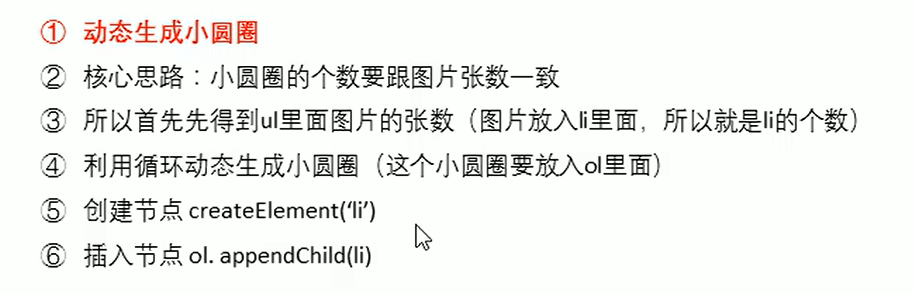 ① 动态生成小圆圈
② 核心思路：小圆圈的个数要跟图片张数一致
③ 所以首先先得到ul里面图片的张数（图片放入li里面，所以就是li的个数）
④ 利用循环动态生成小圆圈（这个小圆圈要放入ol里面）
⑤ 创建节点 createElement(‘li’)
⑥ 插入节点 ol. appendChild(li)